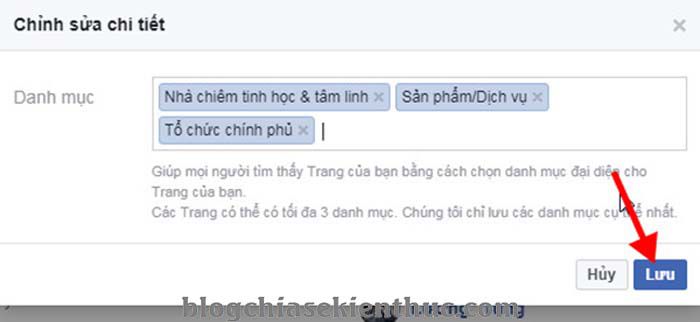 Chỉnh sửa chi tiết ×
Danh mục
Nhà chiêm tinh học & tâm linh × Sản phẩm/Dịch vụ ×
Tổ chức chính phủ ×
Giúp mọi người tìm thấy Trang của bạn bằng cách chọn danh mục đại diện cho
Trang của bạn.
Các Trang có thể có tối đa 3 danh mục. Chúng tôi chỉ lưu các danh mục cụ thể nhất.
Hủy Lưu
blogchiasekienthuc.com